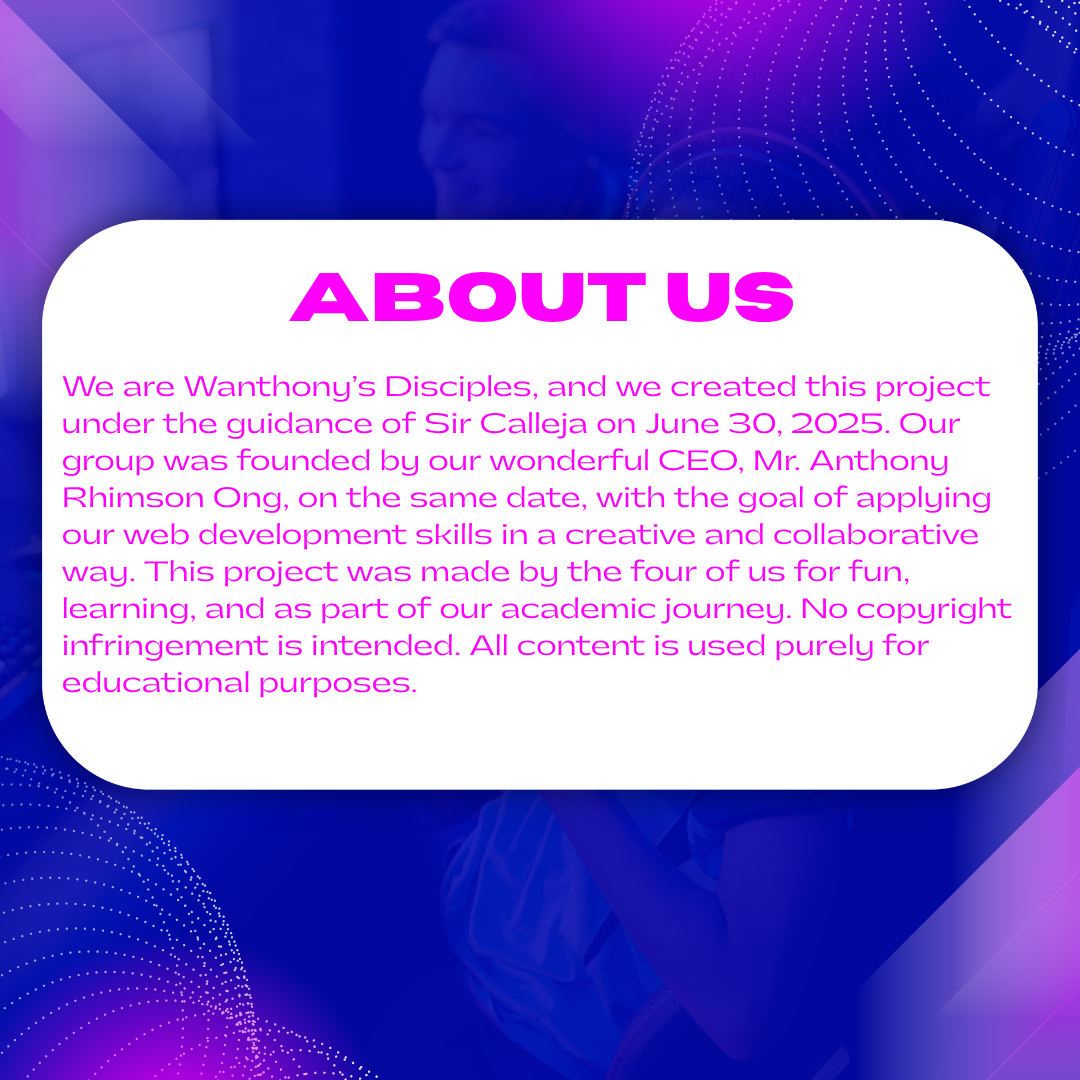 ABOUT US
We are Wanthony’s Disciples, and we created this project
under the guidance of Sir Calleja on June 30, 2025. Our
group was founded by our wonderful CEO, Mr. Anthony
Rhimson Ong, on the same date, with the goal of applying
our web development skills in a creative and collaborative
way. This project was made by the four of us for fun,
learning, and as part of our academic journey. No copyright
infringement is intended. All content is used purely for
educational purposes.